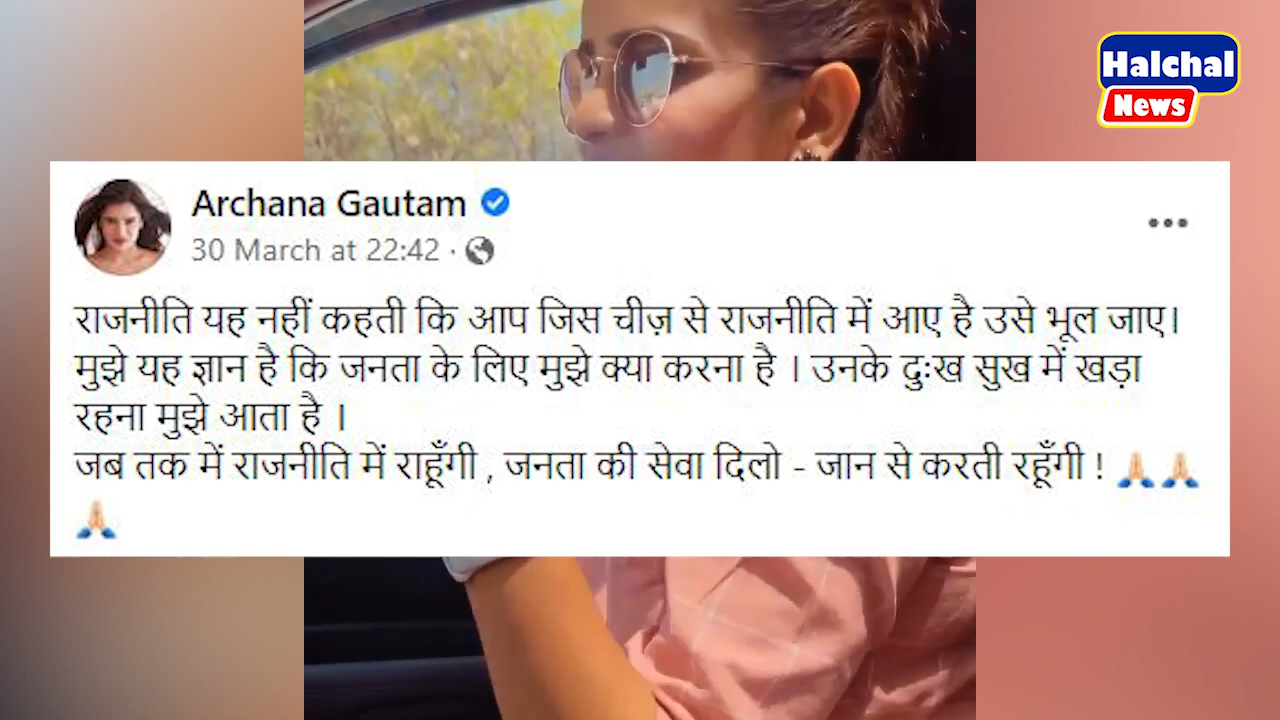 Halchal
News
Archana Gautam
30 March at 22:42 ·
राजनीति यह नहीं कहती कि आप जिस चीज़ से राजनीति में आए है उसे भूल जाए।
मुझे यह ज्ञान है कि जनता के लिए मुझे क्या करना है । उनके दुःख सुख में खड़ा
रहना मुझे आता है ।
जब तक में राजनीति में राहूँगी , जनता की सेवा दिलो - जान से करती रहूँगी ! 🙏🏻🙏🏻
🙏🏻